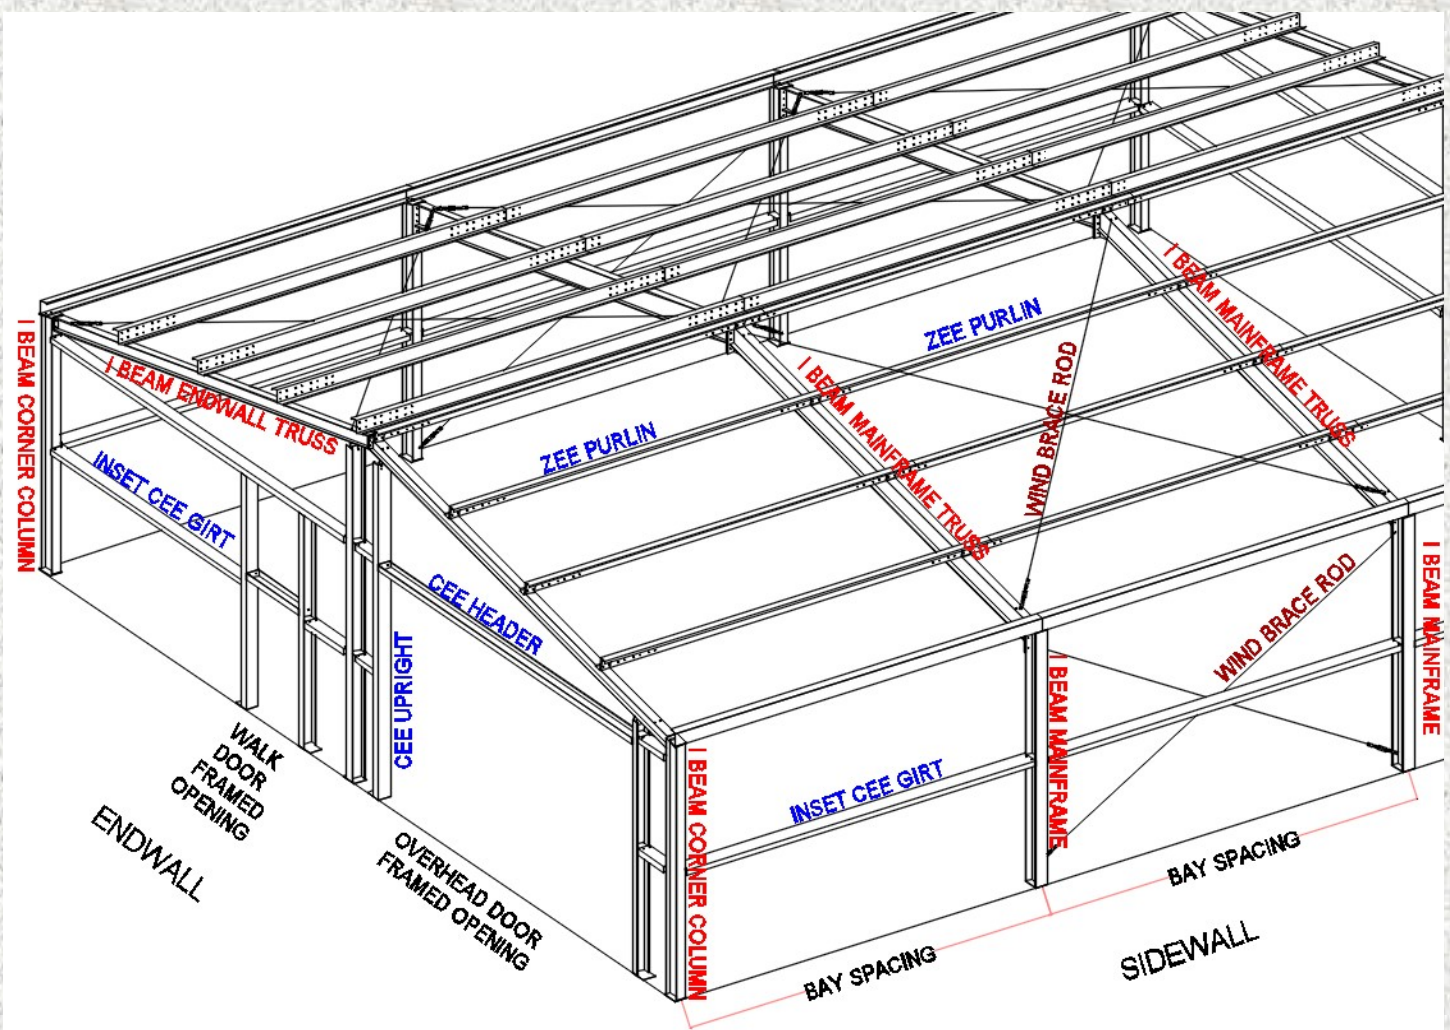 I BEAM CORNER COLUMN
I BEAM ENDWALL TRUSS
INSET CEE GIRT
ZEE PURLIN
ZEE PURLIN
I BEAM MAINFRAME TRUSS
I BEAM MAINFRAME TRUSS
WIND BRACE ROD
CEE HEADER
CEE UPRIGHT
WIND BRACE ROD
I BEAM MAINFRAME
I BEAM MAINFRAME
I BEAM CORNER COLUMN
INSET CEE GIRT
WALK
DOOR
FRAMED
OPENING
ENDWALL
OVERHEAD DOOR
FRAMED OPENING
BAY SPACING
BAY SPACING
SIDEWALL